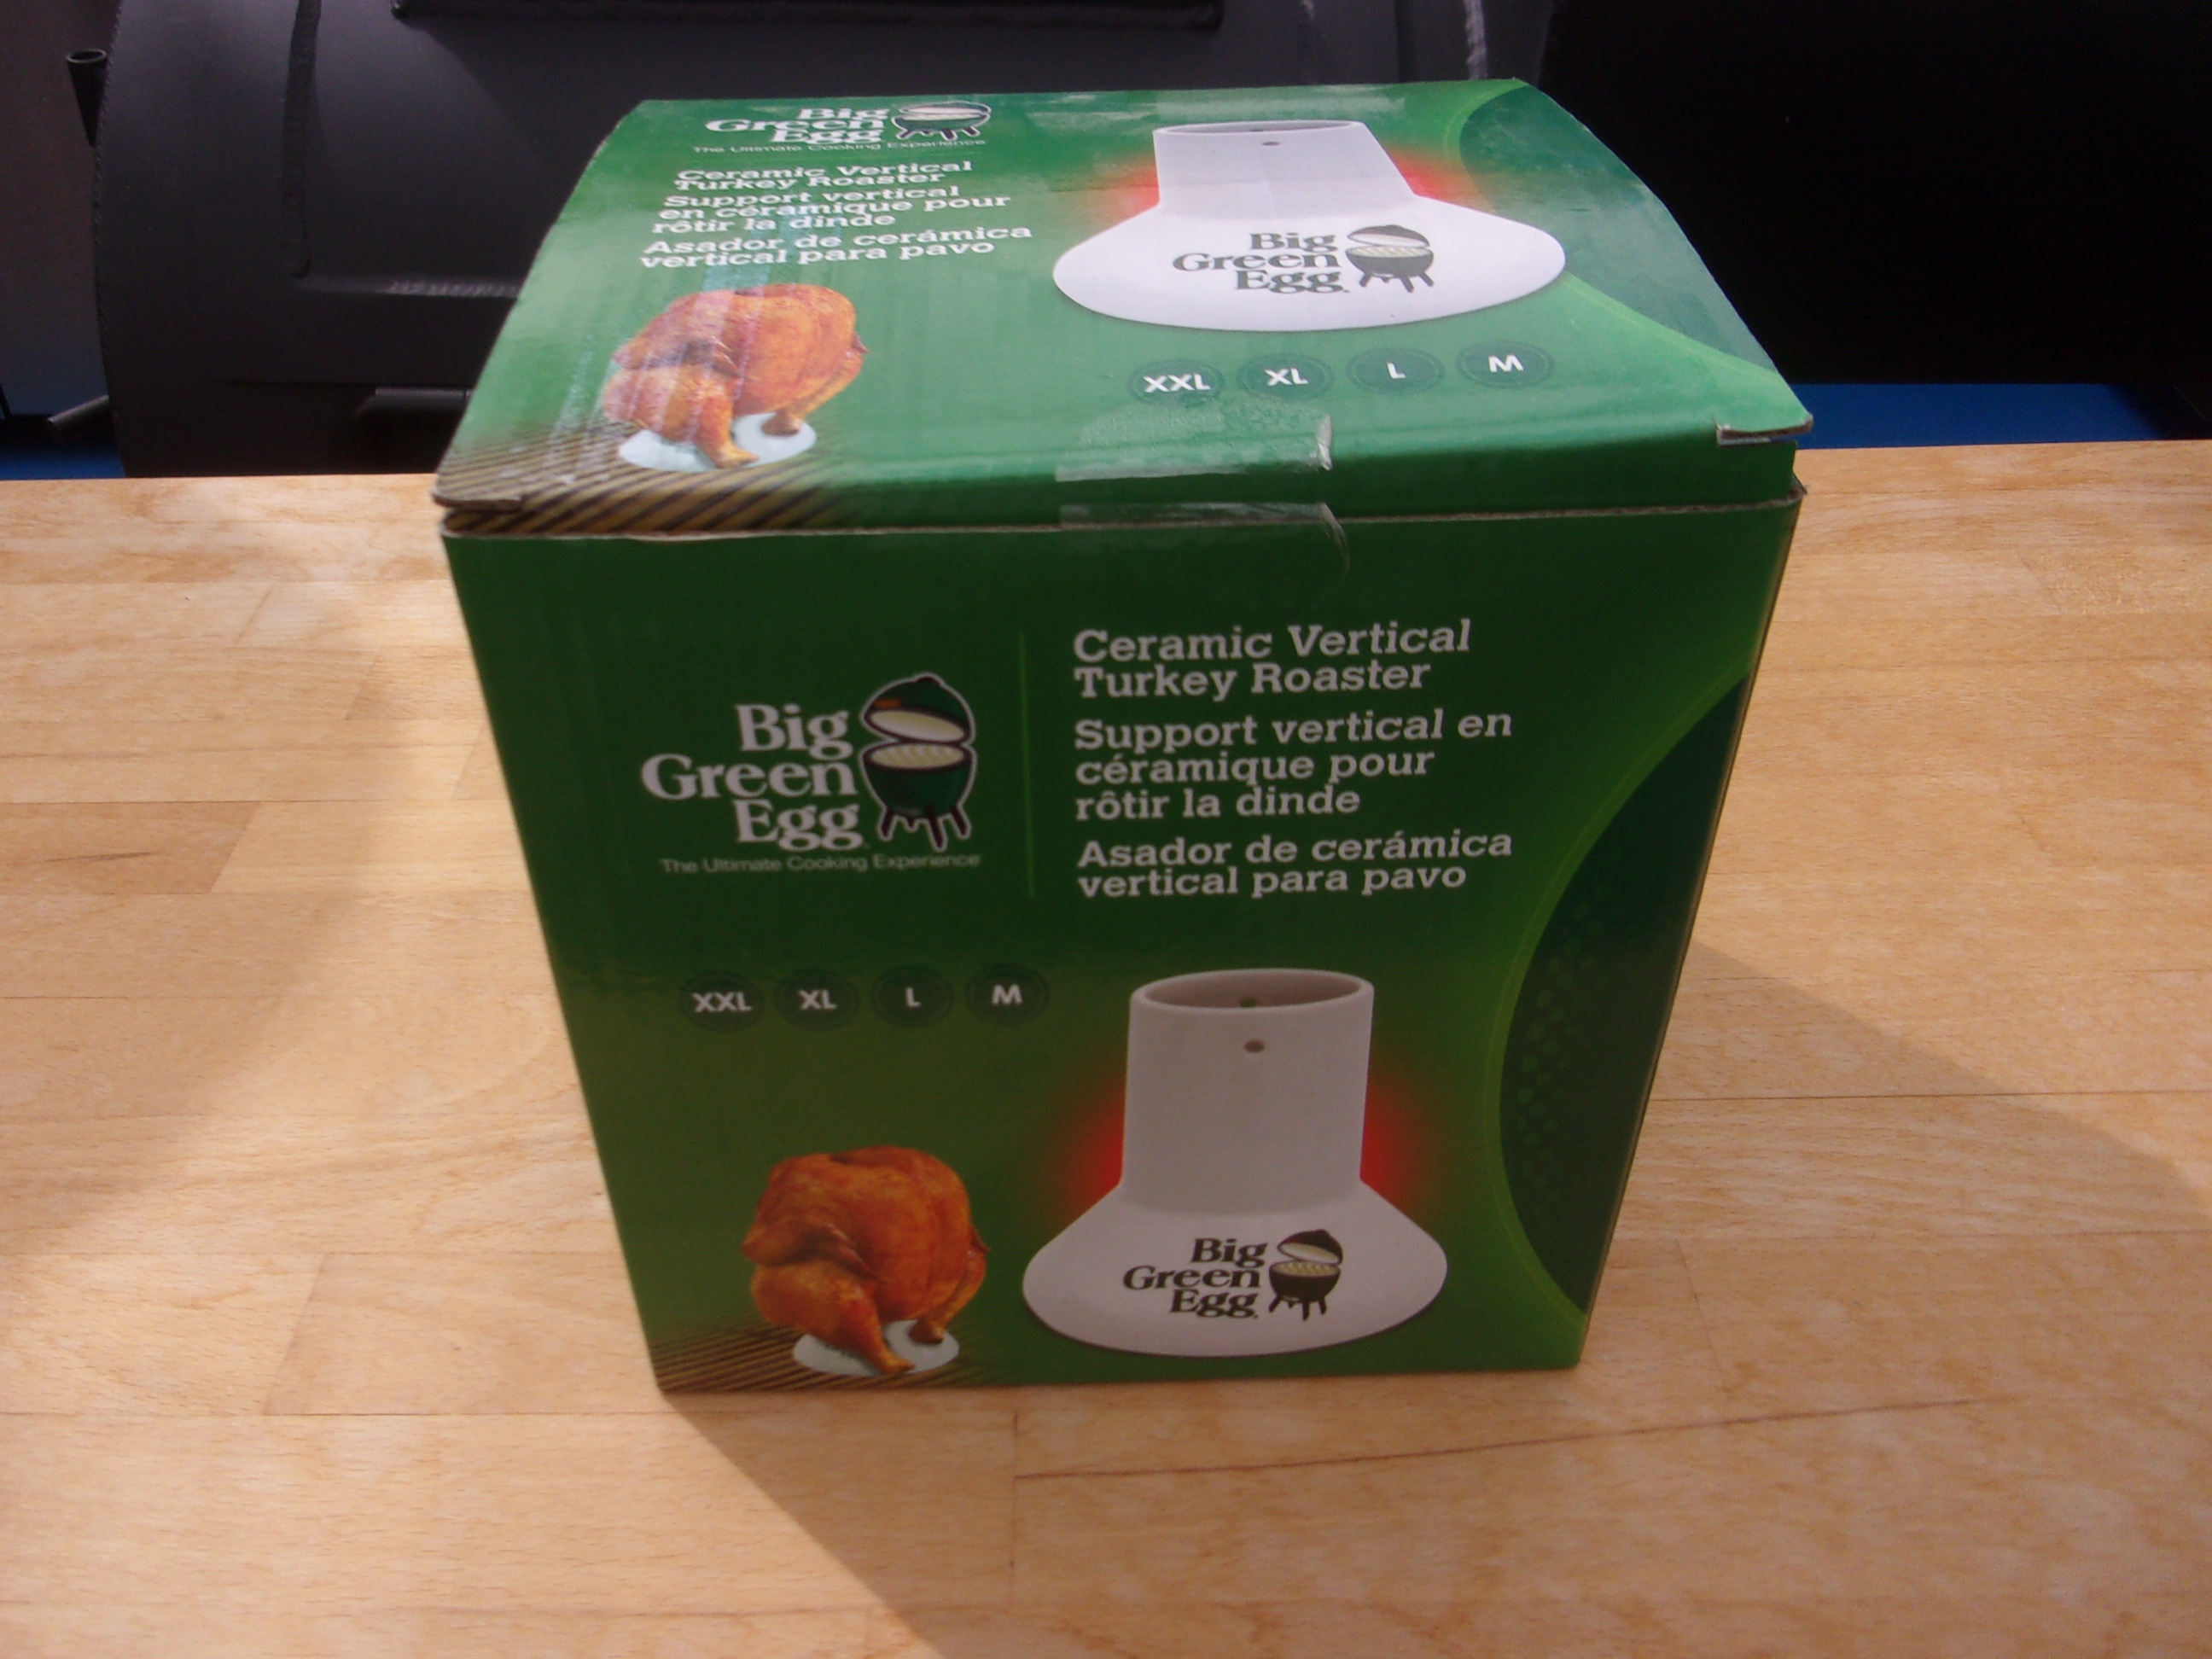 Big
Green
Egg
The Ultimate Cooking Experience
Ceramic Vertical
Turkey Roaster
Support vertical
en céramique pour
rôtir la dinde
Asador de cerámica
vertical para pavo
Big
Green
Egg
XXL XL L M
Big
Green
Egg
The Ultimate Cooking Experience
Ceramic Vertical
Turkey Roaster
Support vertical en
céramique pour
rôtir la dinde
Asador de cerámica
vertical para pavo
XXL XL L M
Big
Green
Egg